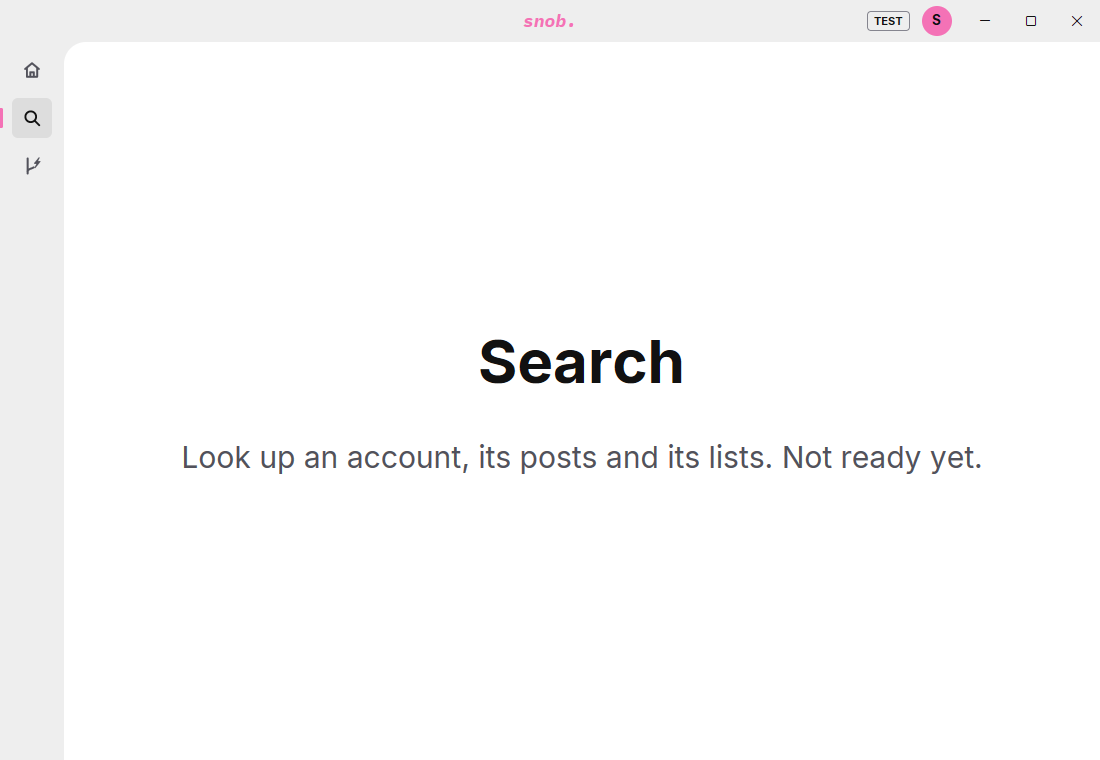 snob.
TEST
S
Search
Look up an account, its posts and its lists. Not ready yet.